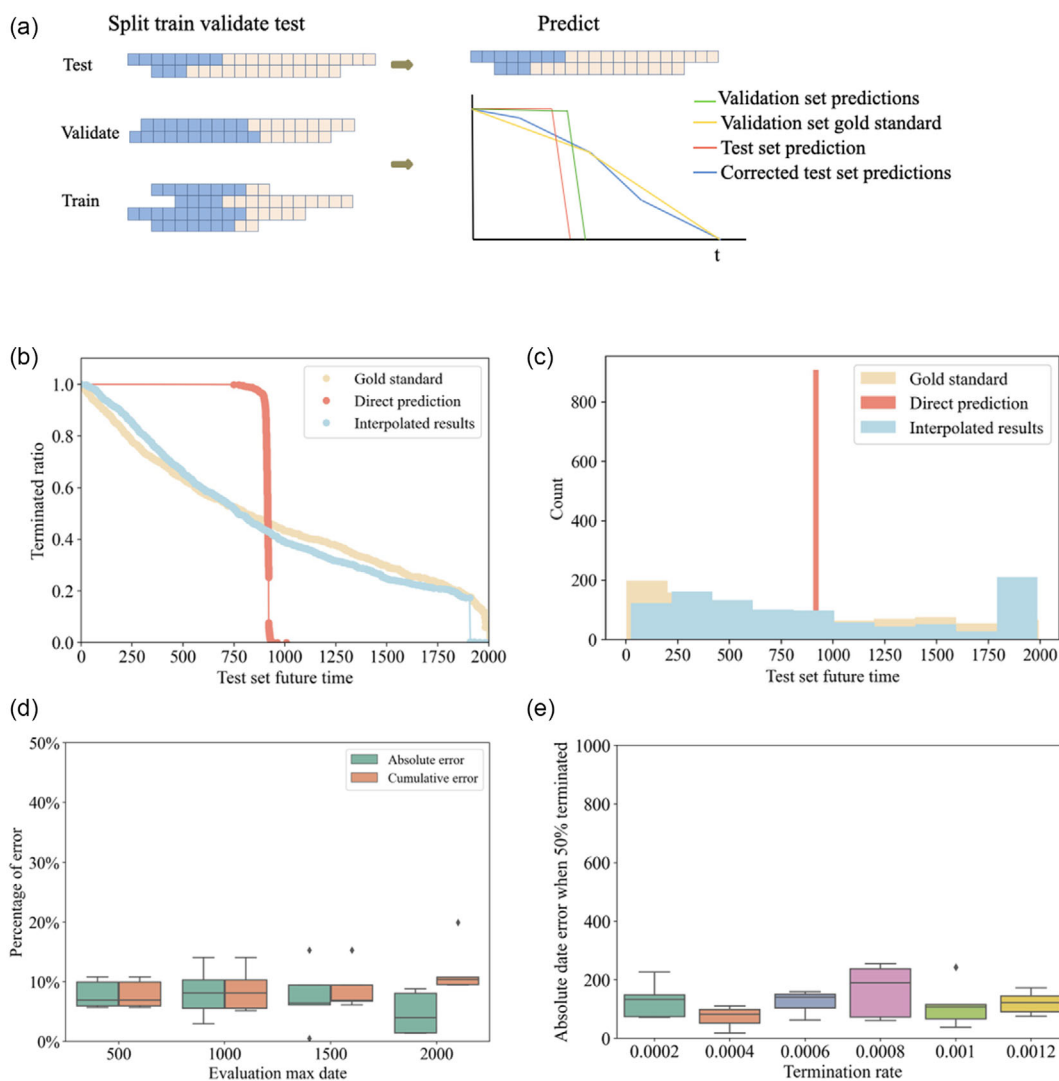 (a)
Split train validate test
Predict
Test
Validate
Train
Validation set predictions
Validation set gold standard
Test set prediction
Corrected test set predictions
t
(b)
Terminated ratio
1.0
0.8
0.6
0.4
0.2
0.0
Gold standard
Direct prediction
Interpolated results
0 250 500 750 1000 1250 1500 1750 2000
Test set future time
(c)
Count
800
600
400
200
0
Gold standard
Direct prediction
Interpolated results
0 250 500 750 1000 1250 1500 1750 2000
Test set future time
(d)
Percentage of error
50%
40%
30%
20%
10%
0%
Absolute error
Cumulative error
500 1000 1500 2000
Evaluation max date
(e)
Absolute date error when 50% terminated
1000
800
600
400
200
0
0.0002 0.0004 0.0006 0.0008 0.001 0.0012
Termination rate